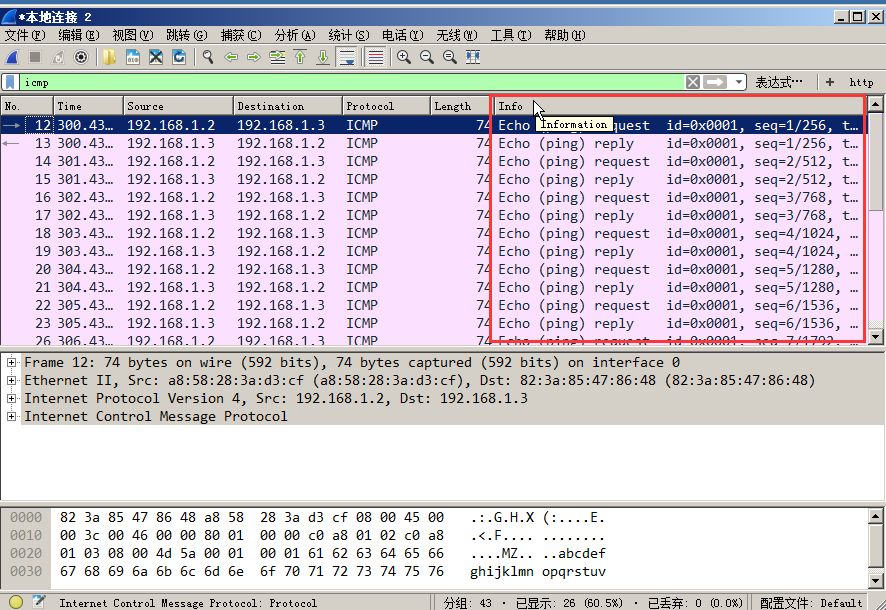 *本地连接 2
文件(F) 编辑(E) 视图(V) 跳转(G) 捕获(C) 分析(A) 统计(S) 电话(Y) 无线(W) 工具(T) 帮助(H)
icmp 表达式… + http
No. Time Source Destination Protocol Length Info
Information
12 300.43… 192.168.1.2 192.168.1.3 ICMP 74 Echo quest id=0x0001, seq=1/256, t…
13 300.43… 192.168.1.3 192.168.1.2 ICMP 74 Echo (ping) reply id=0x0001, seq=1/256, t…
14 301.43… 192.168.1.2 192.168.1.3 ICMP 74 Echo (ping) request id=0x0001, seq=2/512, t…
15 301.43… 192.168.1.3 192.168.1.2 ICMP 74 Echo (ping) reply id=0x0001, seq=2/512, t…
16 302.43… 192.168.1.2 192.168.1.3 ICMP 74 Echo (ping) request id=0x0001, seq=3/768, t…
17 302.43… 192.168.1.3 192.168.1.2 ICMP 74 Echo (ping) reply id=0x0001, seq=3/768, t…
18 303.43… 192.168.1.2 192.168.1.3 ICMP 74 Echo (ping) request id=0x0001, seq=4/1024, …
19 303.43… 192.168.1.3 192.168.1.2 ICMP 74 Echo (ping) reply id=0x0001, seq=4/1024, …
20 304.43… 192.168.1.2 192.168.1.3 ICMP 74 Echo (ping) request id=0x0001, seq=5/1280, …
21 304.43… 192.168.1.3 192.168.1.2 ICMP 74 Echo (ping) reply id=0x0001, seq=5/1280, …
22 305.43… 192.168.1.2 192.168.1.3 ICMP 74 Echo (ping) request id=0x0001, seq=6/1536, …
23 305.43… 192.168.1.3 192.168.1.2 ICMP 74 Echo (ping) reply id=0x0001, seq=6/1536, …
26 306.43… 192.168.1.2 192.168.1.3 ICMP 74 Echo (ping) request id=0x0001, seq=7/1792, …
Frame 12: 74 bytes on wire (592 bits), 74 bytes captured (592 bits) on interface 0
Ethernet II, Src: a8:58:28:3a:d3:cf (a8:58:28:3a:d3:cf), Dst: 82:3a:85:47:86:48 (82:3a:85:47:86:48)
Internet Protocol Version 4, Src: 192.168.1.2, Dst: 192.168.1.3
Internet Control Message Protocol
0000 82 3a 85 47 86 48 a8 58 28 3a d3 cf 08 00 45 00 .:.G.H.X (:....E.
0010 00 3c 00 46 00 00 80 01 00 00 c0 a8 01 02 c0 a8 .<.F.... ........
0020 01 03 08 00 4d 5a 00 01 00 01 61 62 63 64 65 66 ....MZ.. ..abcdef
0030 67 68 69 6a 6b 6c 6d 6e 6f 70 71 72 73 74 75 76 ghijklmn opqrstuv
Internet Control Message Protocol: Protocol 分组: 43 · 已显示: 26 (60.5%) · 已丢弃: 0 (0.0%) 配置文件: Default